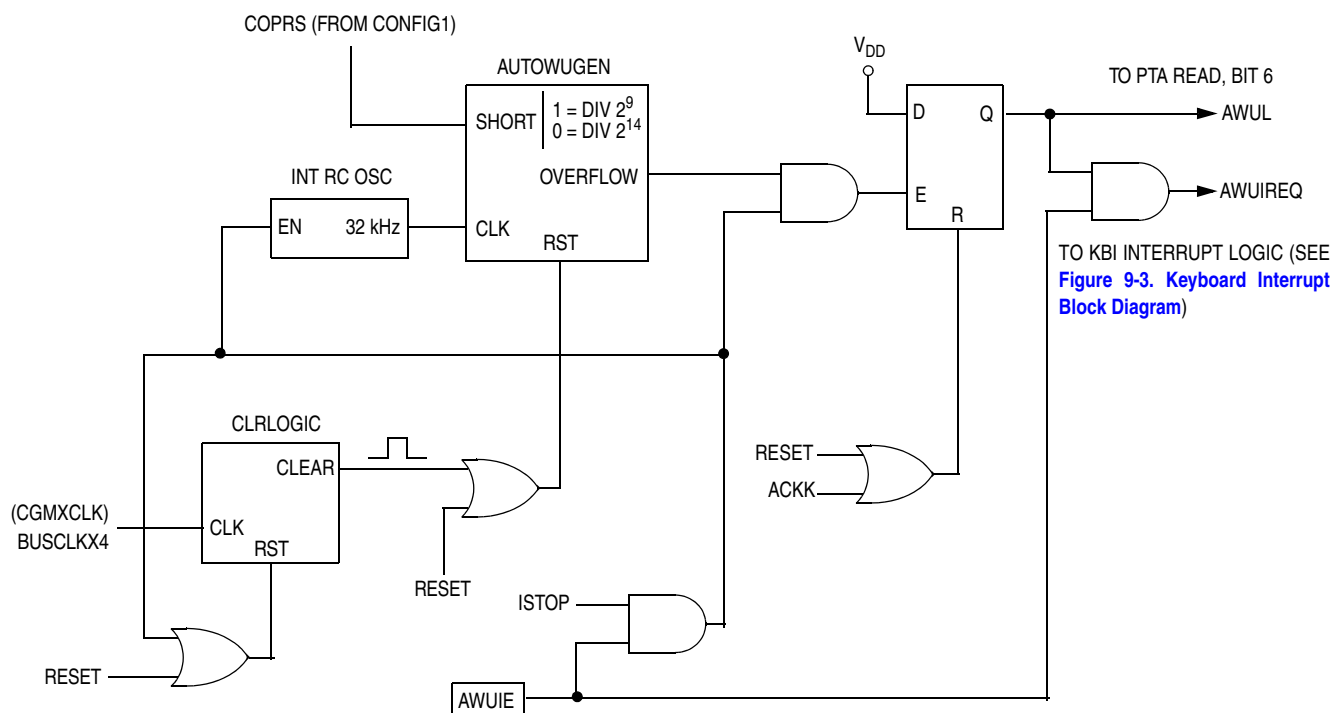 COPRS (FROM CONFIG1)
AUTOWUGEN
SHORT
1 = DIV 2^9
0 = DIV 2^14
OVERFLOW
CLK
RST
INT RC OSC
EN
32 kHz
V_DD
D
Q
E
R
TO PTA READ, BIT 6
AWUL
AWUIREQ
TO KBI INTERRUPT LOGIC (SEE
Figure 9-3. Keyboard Interrupt
Block Diagram)
CLRLOGIC
CLEAR
(CGMXCLK)
BUSCLKX4
CLK
RST
RESET
RESET
ACKK
RESET
ISTOP
RESET
AWUIE